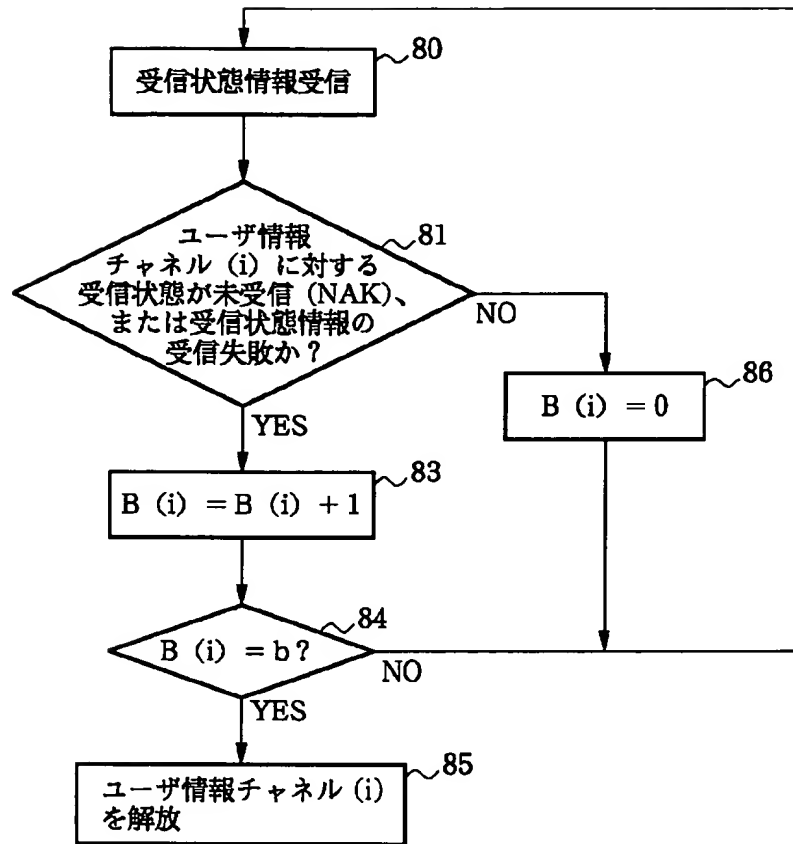 80
受信状態情報受信
81
ユーザ情報
チャネル (i) に対する
受信状態が未受信 (NAK)、
または受信状態情報の
受信失敗か？
NO
86
B (i) = 0
YES
83
B (i) = B (i) + 1
84
B (i) = b?
NO
YES
85
ユーザ情報チャネル (i)
を解放